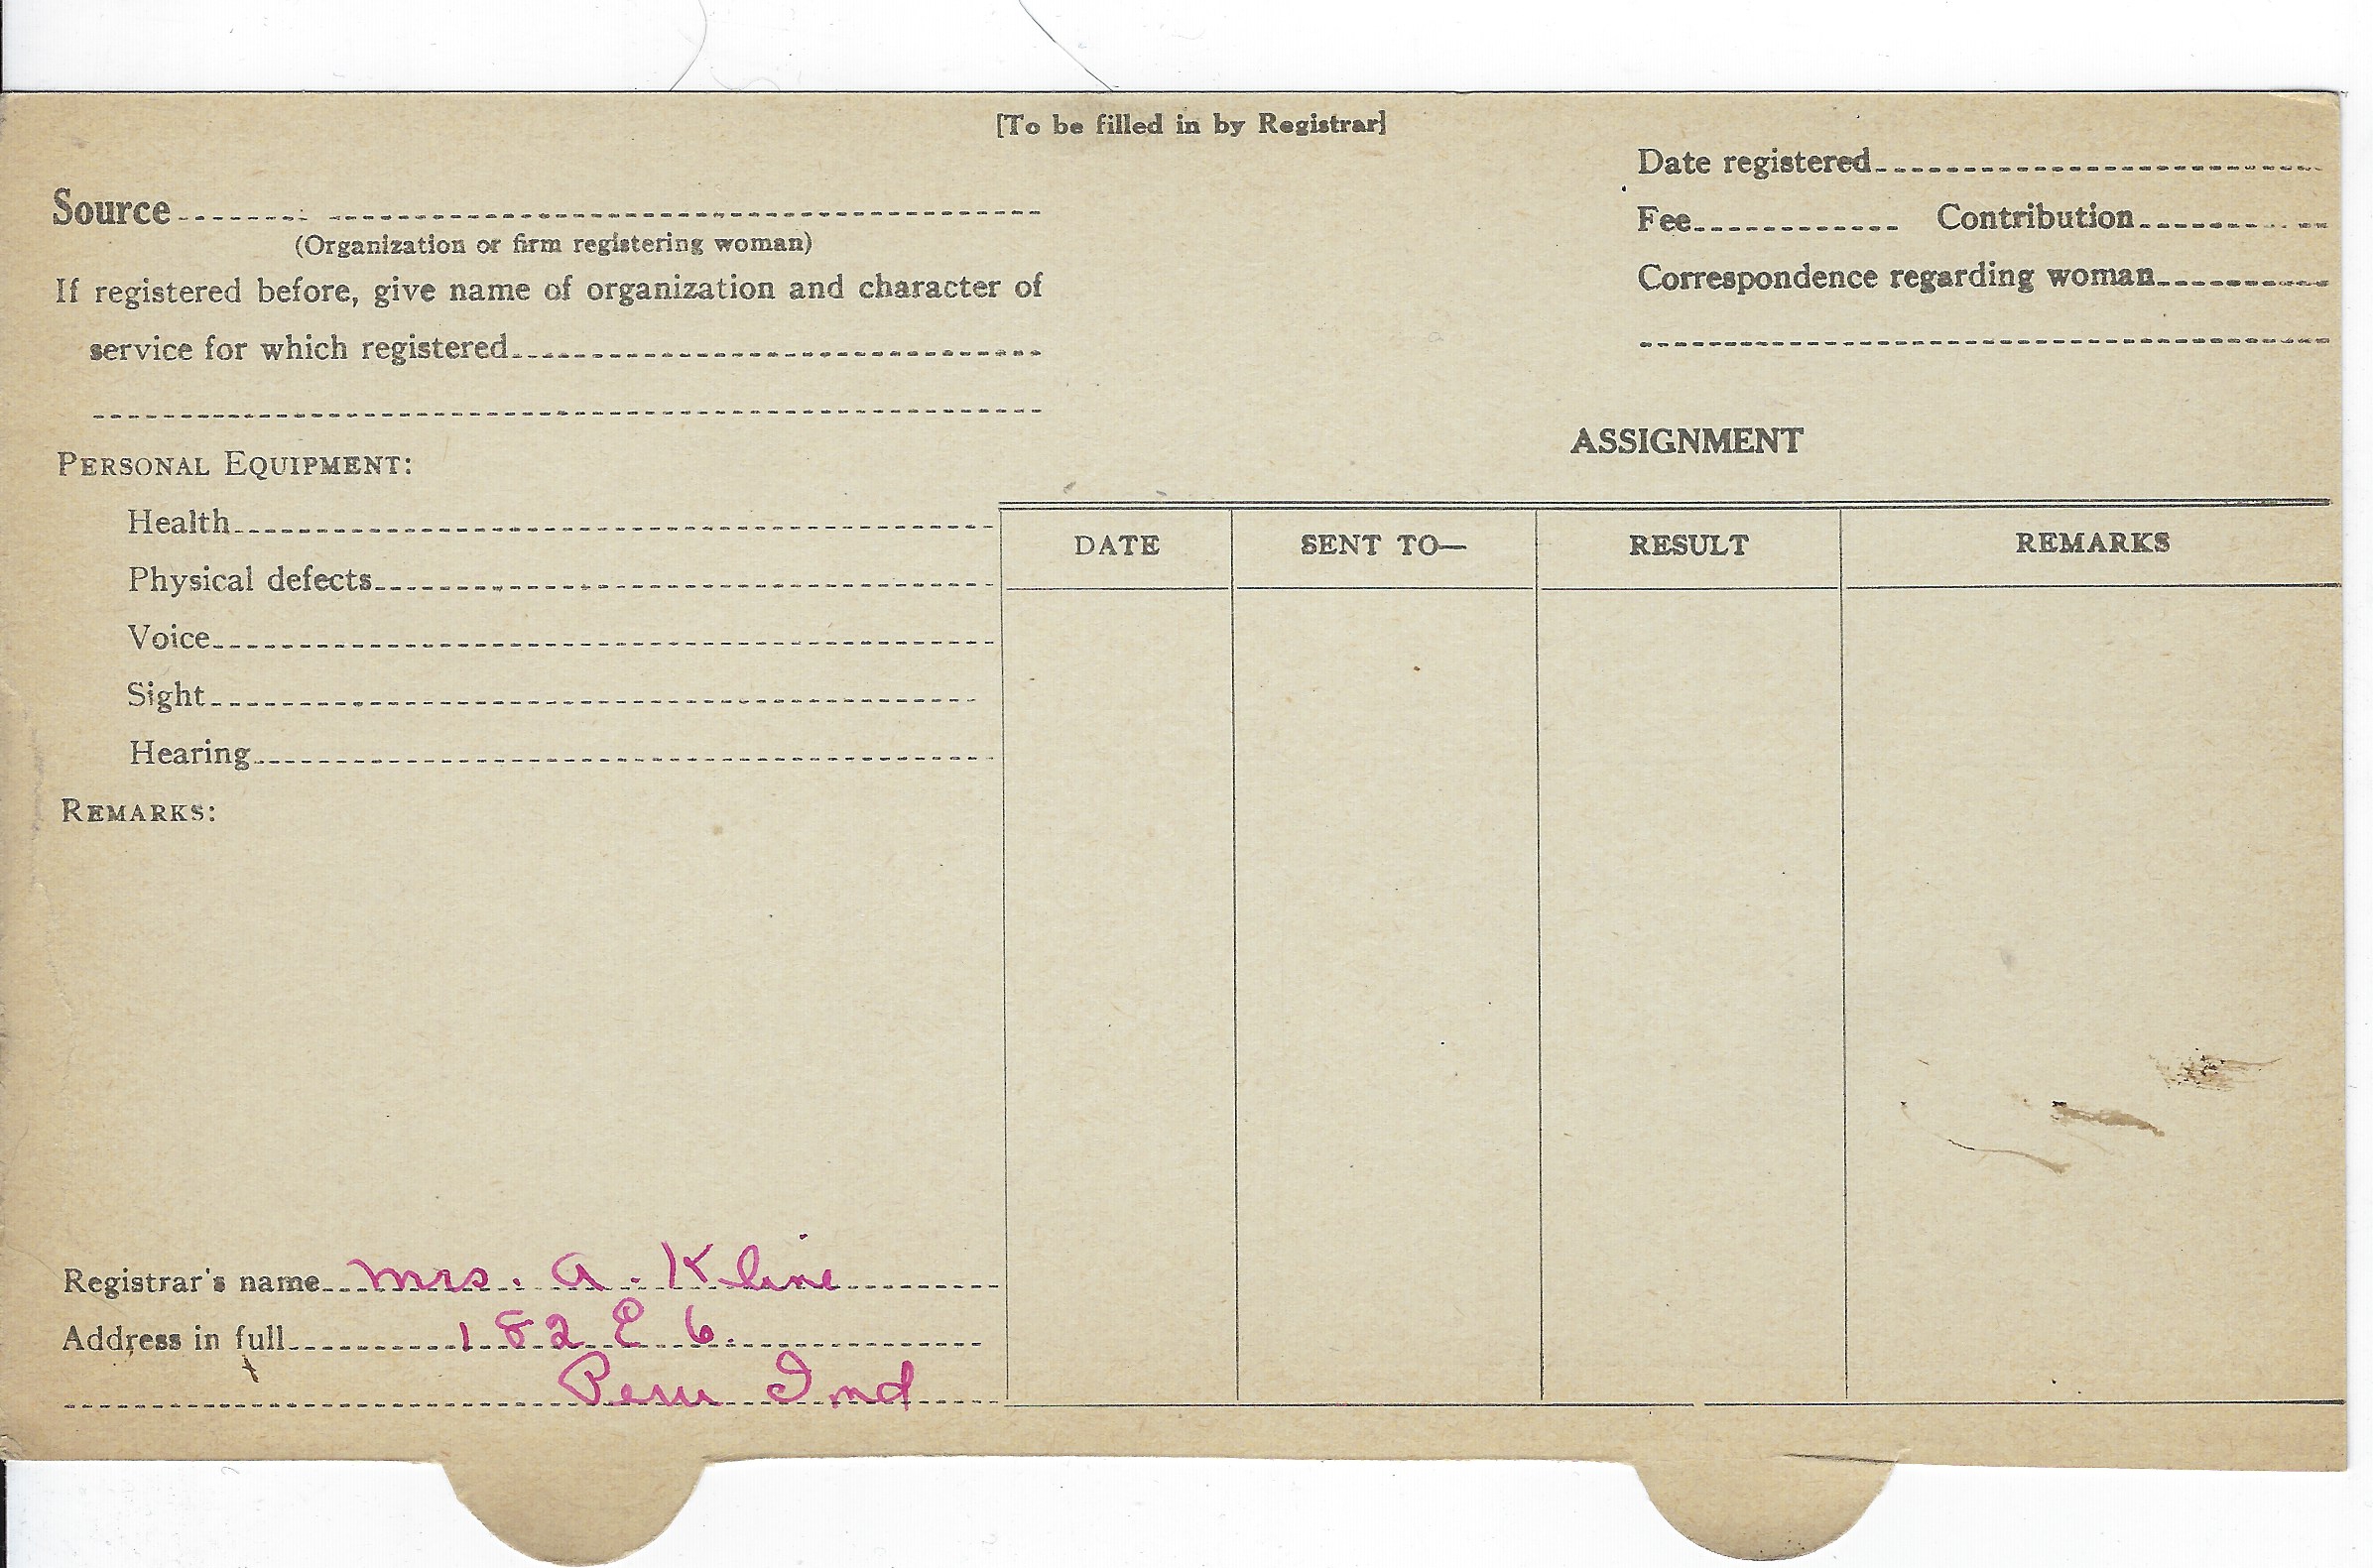 [To be filled in by Registrar]
Date registered
Source
Fee Contribution
(Organization or firm registering woman)
Correspondence regarding woman
If registered before, give name of organization and character of
service for which registered
ASSIGNMENT
PERSONAL EQUIPMENT:
Health
Physical defects
Voice
Sight
Hearing
DATE SENT TO— RESULT REMARKS
REMARKS:
Registrar's name Mrs. A. Kline
Address in full 182 E 6.
Peru Ind